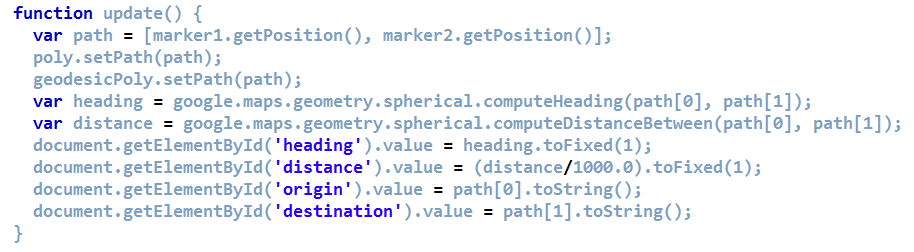 function update() {
  var path = [marker1.getPosition(), marker2.getPosition()];
  poly.setPath(path);
  geodesicPoly.setPath(path);
  var heading = google.maps.geometry.spherical.computeHeading(path[0], path[1]);
  var distance = google.maps.geometry.spherical.computeDistanceBetween(path[0], path[1]);
  document.getElementById('heading').value = heading.toFixed(1);
  document.getElementById('distance').value = (distance/1000.0).toFixed(1);
  document.getElementById('origin').value = path[0].toString();
  document.getElementById('destination').value = path[1].toString();
}